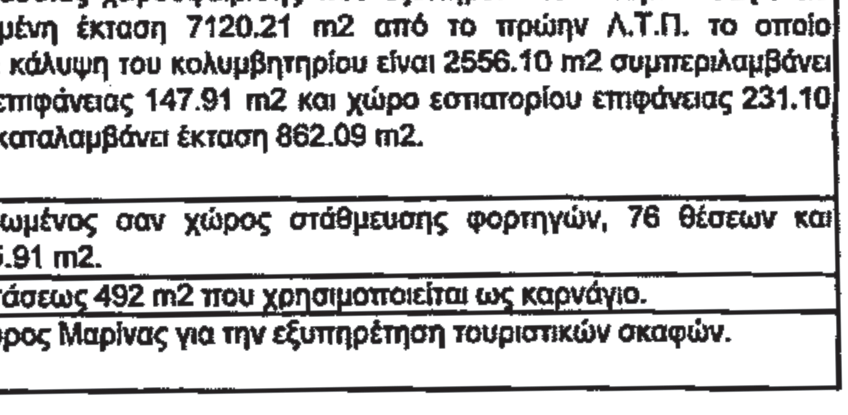 μένη έκταση 7120.21 m2 από το πρώην Λ.Τ.Π. το οποίο
κάλυψη του κολυμβητηρίου είναι 2556.10 m2 συμπεριλαμβάνει
επιφάνειας 147.91 m2 και χώρο εστιατορίου επιφάνειας 231.10
καταλαμβάνει έκταση 862.09 m2.
ωμένος σαν χώρος στάθμευσης φορτηγών, 76 θέσεων και
5.91 m2.
τάσεως 492 m2 που χρησιμοποιείται ως καρνάγιο.
ρος Μαρίνας για την εξυπηρέτηση τουριστικών σκαφών.